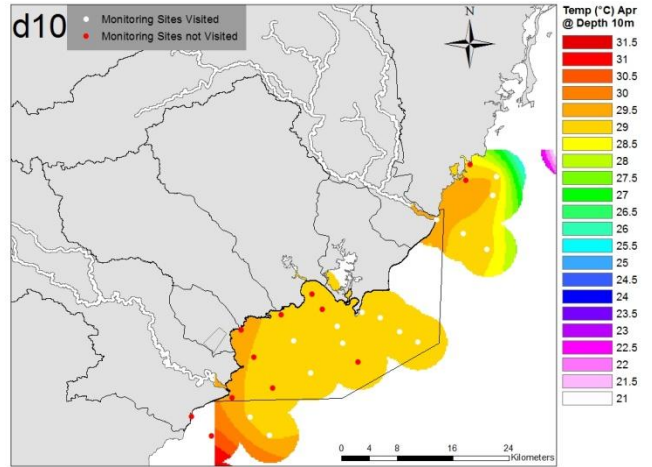 d10
Monitoring Sites Visited
Monitoring Sites not Visited
N
Temp (°C) Apr
@ Depth 10m
31.5
31
30.5
30
29.5
29
28.5
28
27.5
27
26.5
26
25.5
25
24.5
24
23.5
23
22.5
22
21.5
21
0 4 8 16 24
Kilometers